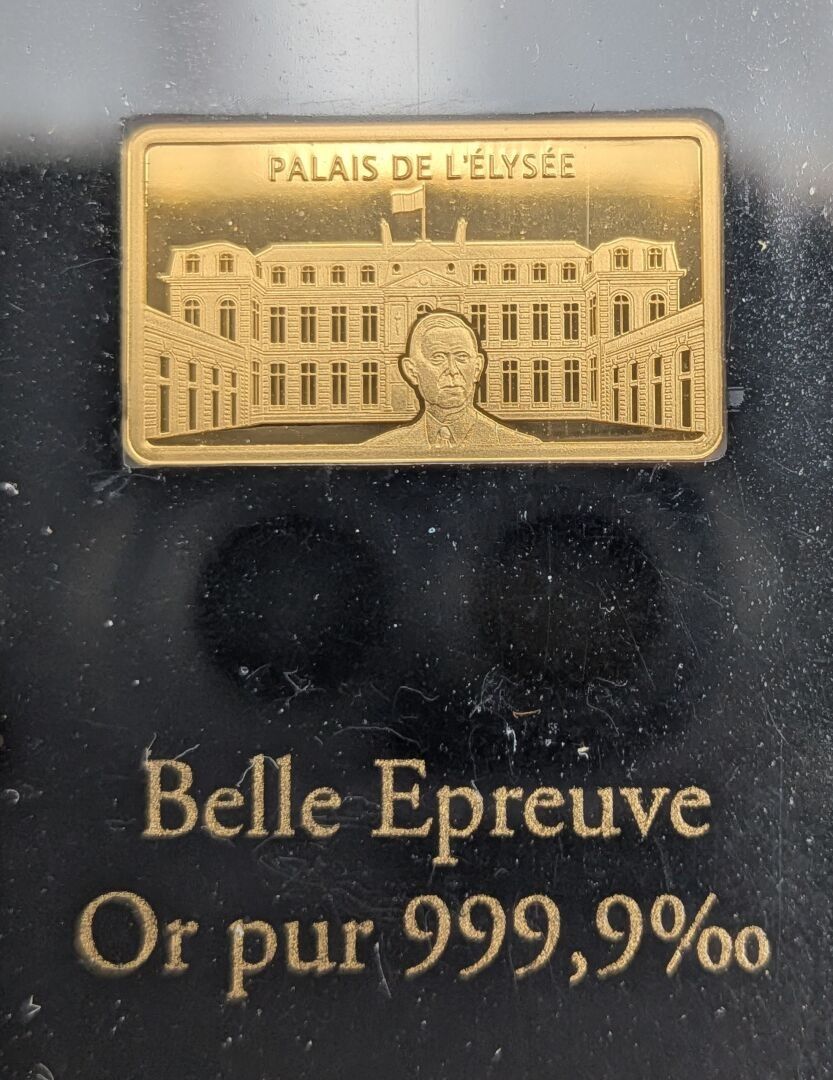 PALAIS DE L'ÉLYSÉE
Belle Epreuve
Or pur 999,9‰